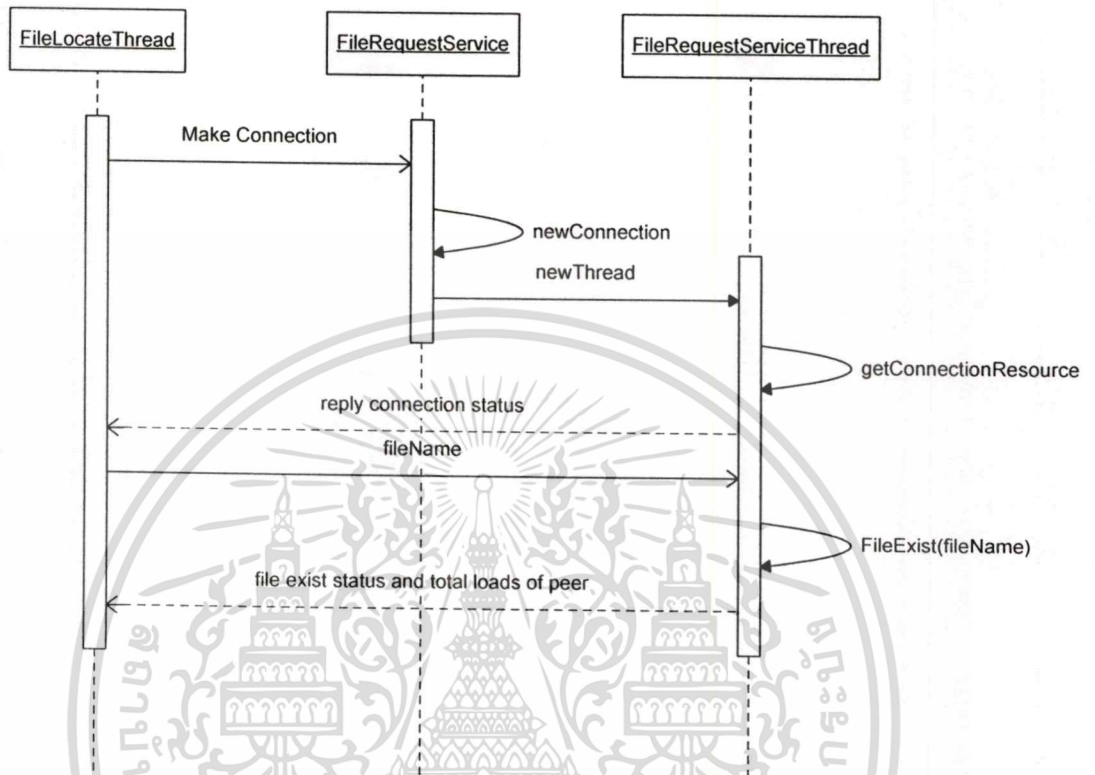 FileLocateThread
FileRequestService
FileRequestServiceThread
Make Connection
newConnection
newThread
getConnectionResource
reply connection status
fileName
FileExist(fileName)
file exist status and total loads of peer